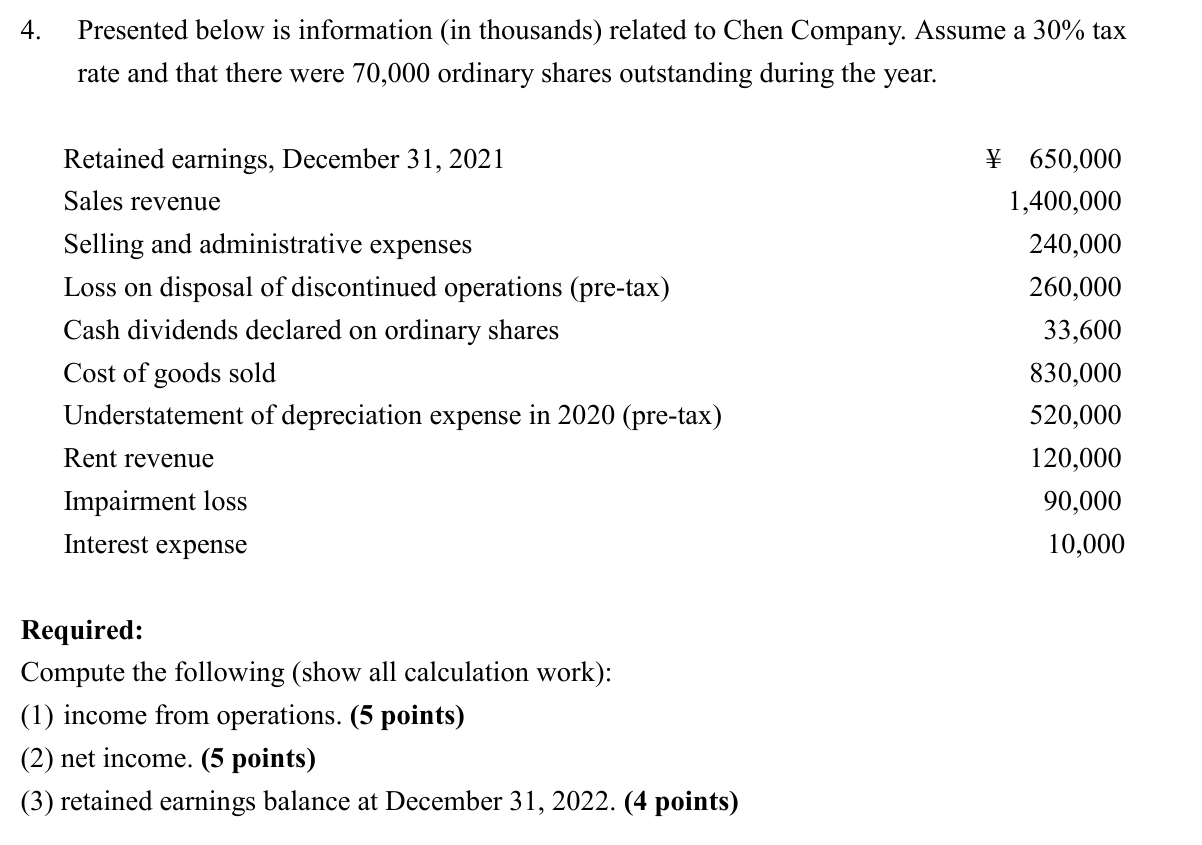 4. Presented below is information (in thousands) related to Chen Company. Assume a 30% tax
rate and that there were 70,000 ordinary shares outstanding during the year.
Retained earnings, December 31, 2021 ¥ 650,000
Sales revenue 1,400,000
Selling and administrative expenses 240,000
Loss on disposal of discontinued operations (pre-tax) 260,000
Cash dividends declared on ordinary shares 33,600
Cost of goods sold 830,000
Understatement of depreciation expense in 2020 (pre-tax) 520,000
Rent revenue 120,000
Impairment loss 90,000
Interest expense 10,000
Required:
Compute the following (show all calculation work):
(1) income from operations. (5 points)
(2) net income. (5 points)
(3) retained earnings balance at December 31, 2022. (4 points)